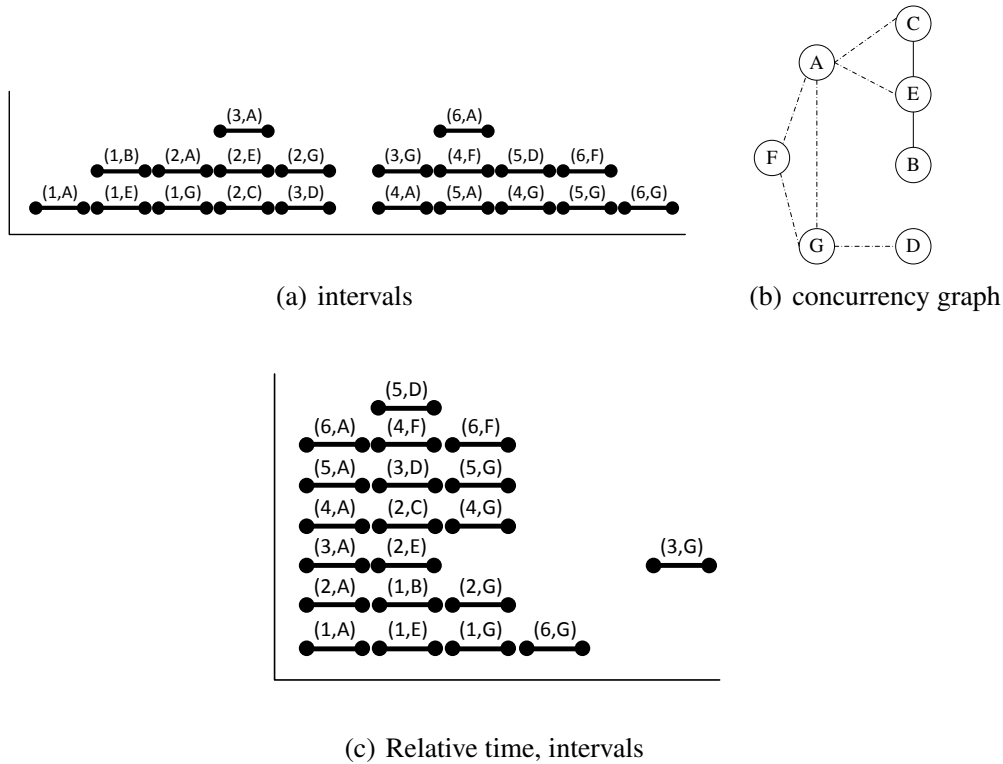 (3,A) (6,A)
(1,B) (2,A) (2,E) (2,G) (3,G) (4,F) (5,D) (6,F)
(1,A) (1,E) (1,G) (2,C) (3,D) (4,A) (5,A) (4,G) (5,G) (6,G)
(a) intervals
C
A
E
F
B
G
D
(b) concurrency graph
(5,D)
(6,A) (4,F) (6,F)
(5,A) (3,D) (5,G)
(4,A) (2,C) (4,G)
(3,A) (2,E) (3,G)
(2,A) (1,B) (2,G)
(1,A) (1,E) (1,G) (6,G)
(c) Relative time, intervals